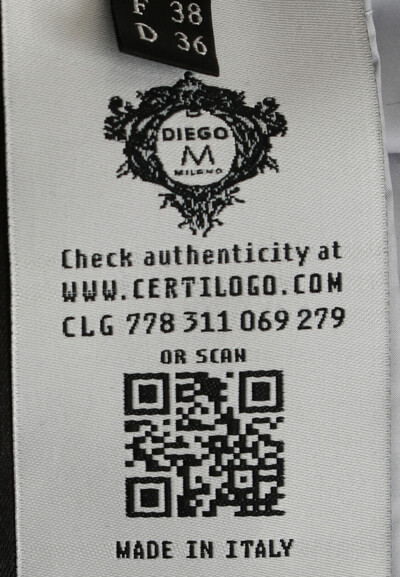 F 38
D 36
DIEGO
M
MILANO
Check authenticity at
WWW.CERTILOGO.COM
CLG 778 311 069 279
OR SCAN
MADE IN ITALY